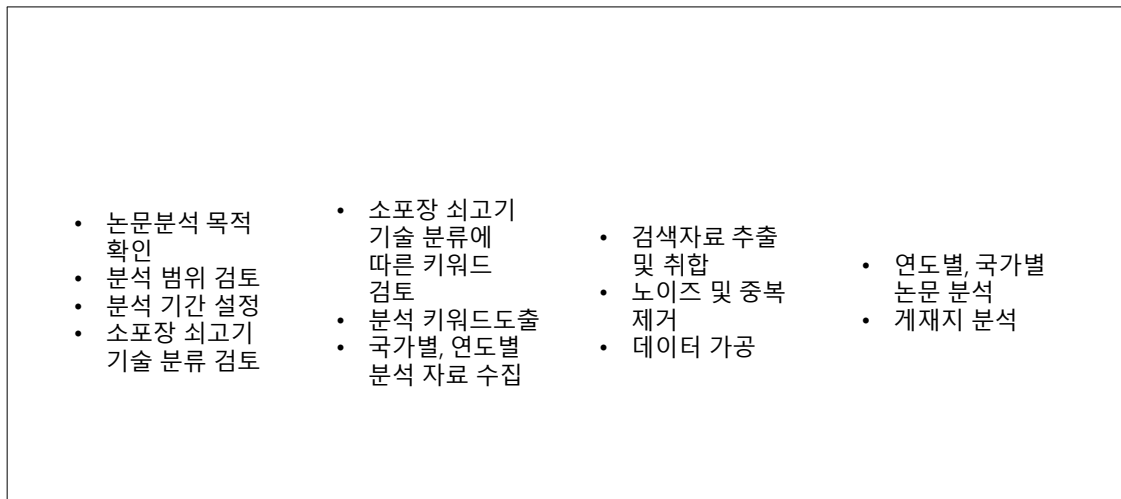 • 논문분석 목적
확인
• 분석 범위 검토
• 분석 기간 설정
• 소포장 쇠고기
기술 분류 검토
• 소포장 쇠고기
기술 분류에
따른 키워드
검토
• 분석 키워드도출
• 국가별, 연도별
분석 자료 수집
• 검색자료 추출
및 취합
• 노이즈 및 중복
제거
• 데이터 가공
• 연도별, 국가별
논문 분석
• 게재지 분석